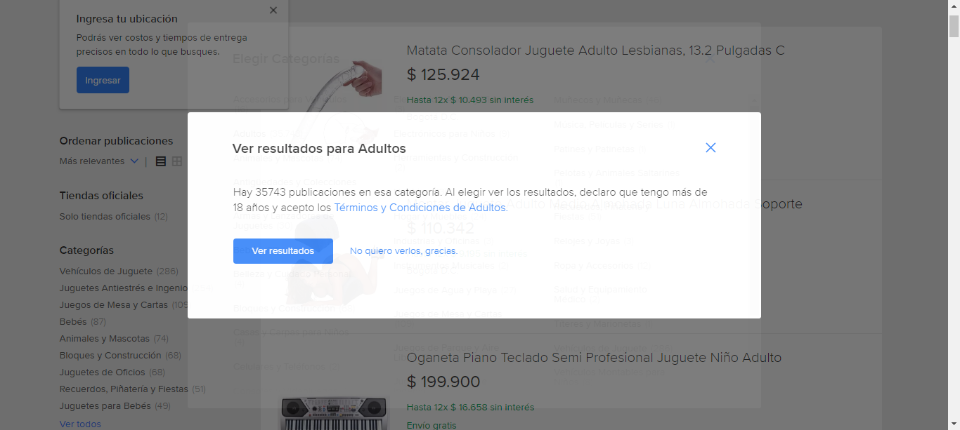 Ingresa tu ubicación
Podrás ver costos y tiempos de entrega
precisos en todo lo que busques.
Ingresar
Elegir Categorías
Matata Consolador Juguete Adulto Lesbianas, 13.2 Pulgadas C
$ 125.924
Hasta 12x $ 10.493 sin interés
Ordenar publicaciones
Más relevantes
Tiendas oficiales
Solo tiendas oficiales (12)
Categorías
Vehículos de Juguete (286)
Juguetes Antiestrés e Ingenio
Juegos de Mesa y Cartas
Bebés (87)
Animales y Mascotas (74)
Bloques y Construcción (68)
Juguetes de Oficios (68)
Recuerdos, Piñatería y Fiestas (51)
Juguetes para Bebés (49)
Ver todos
Ver resultados para Adultos
Hay 35743 publicaciones en esa categoría. Al elegir ver los resultados, declaro que tengo más de
18 años y acepto los Términos y Condiciones de Adultos.
Ver resultados
No quiero verlos, gracias.
Soporte
$ 110.342
Oganeta Piano Teclado Semi Profesional Juguete Niño Adulto
$ 199.900
Hasta 12x $ 16.658 sin interés
Envío gratis